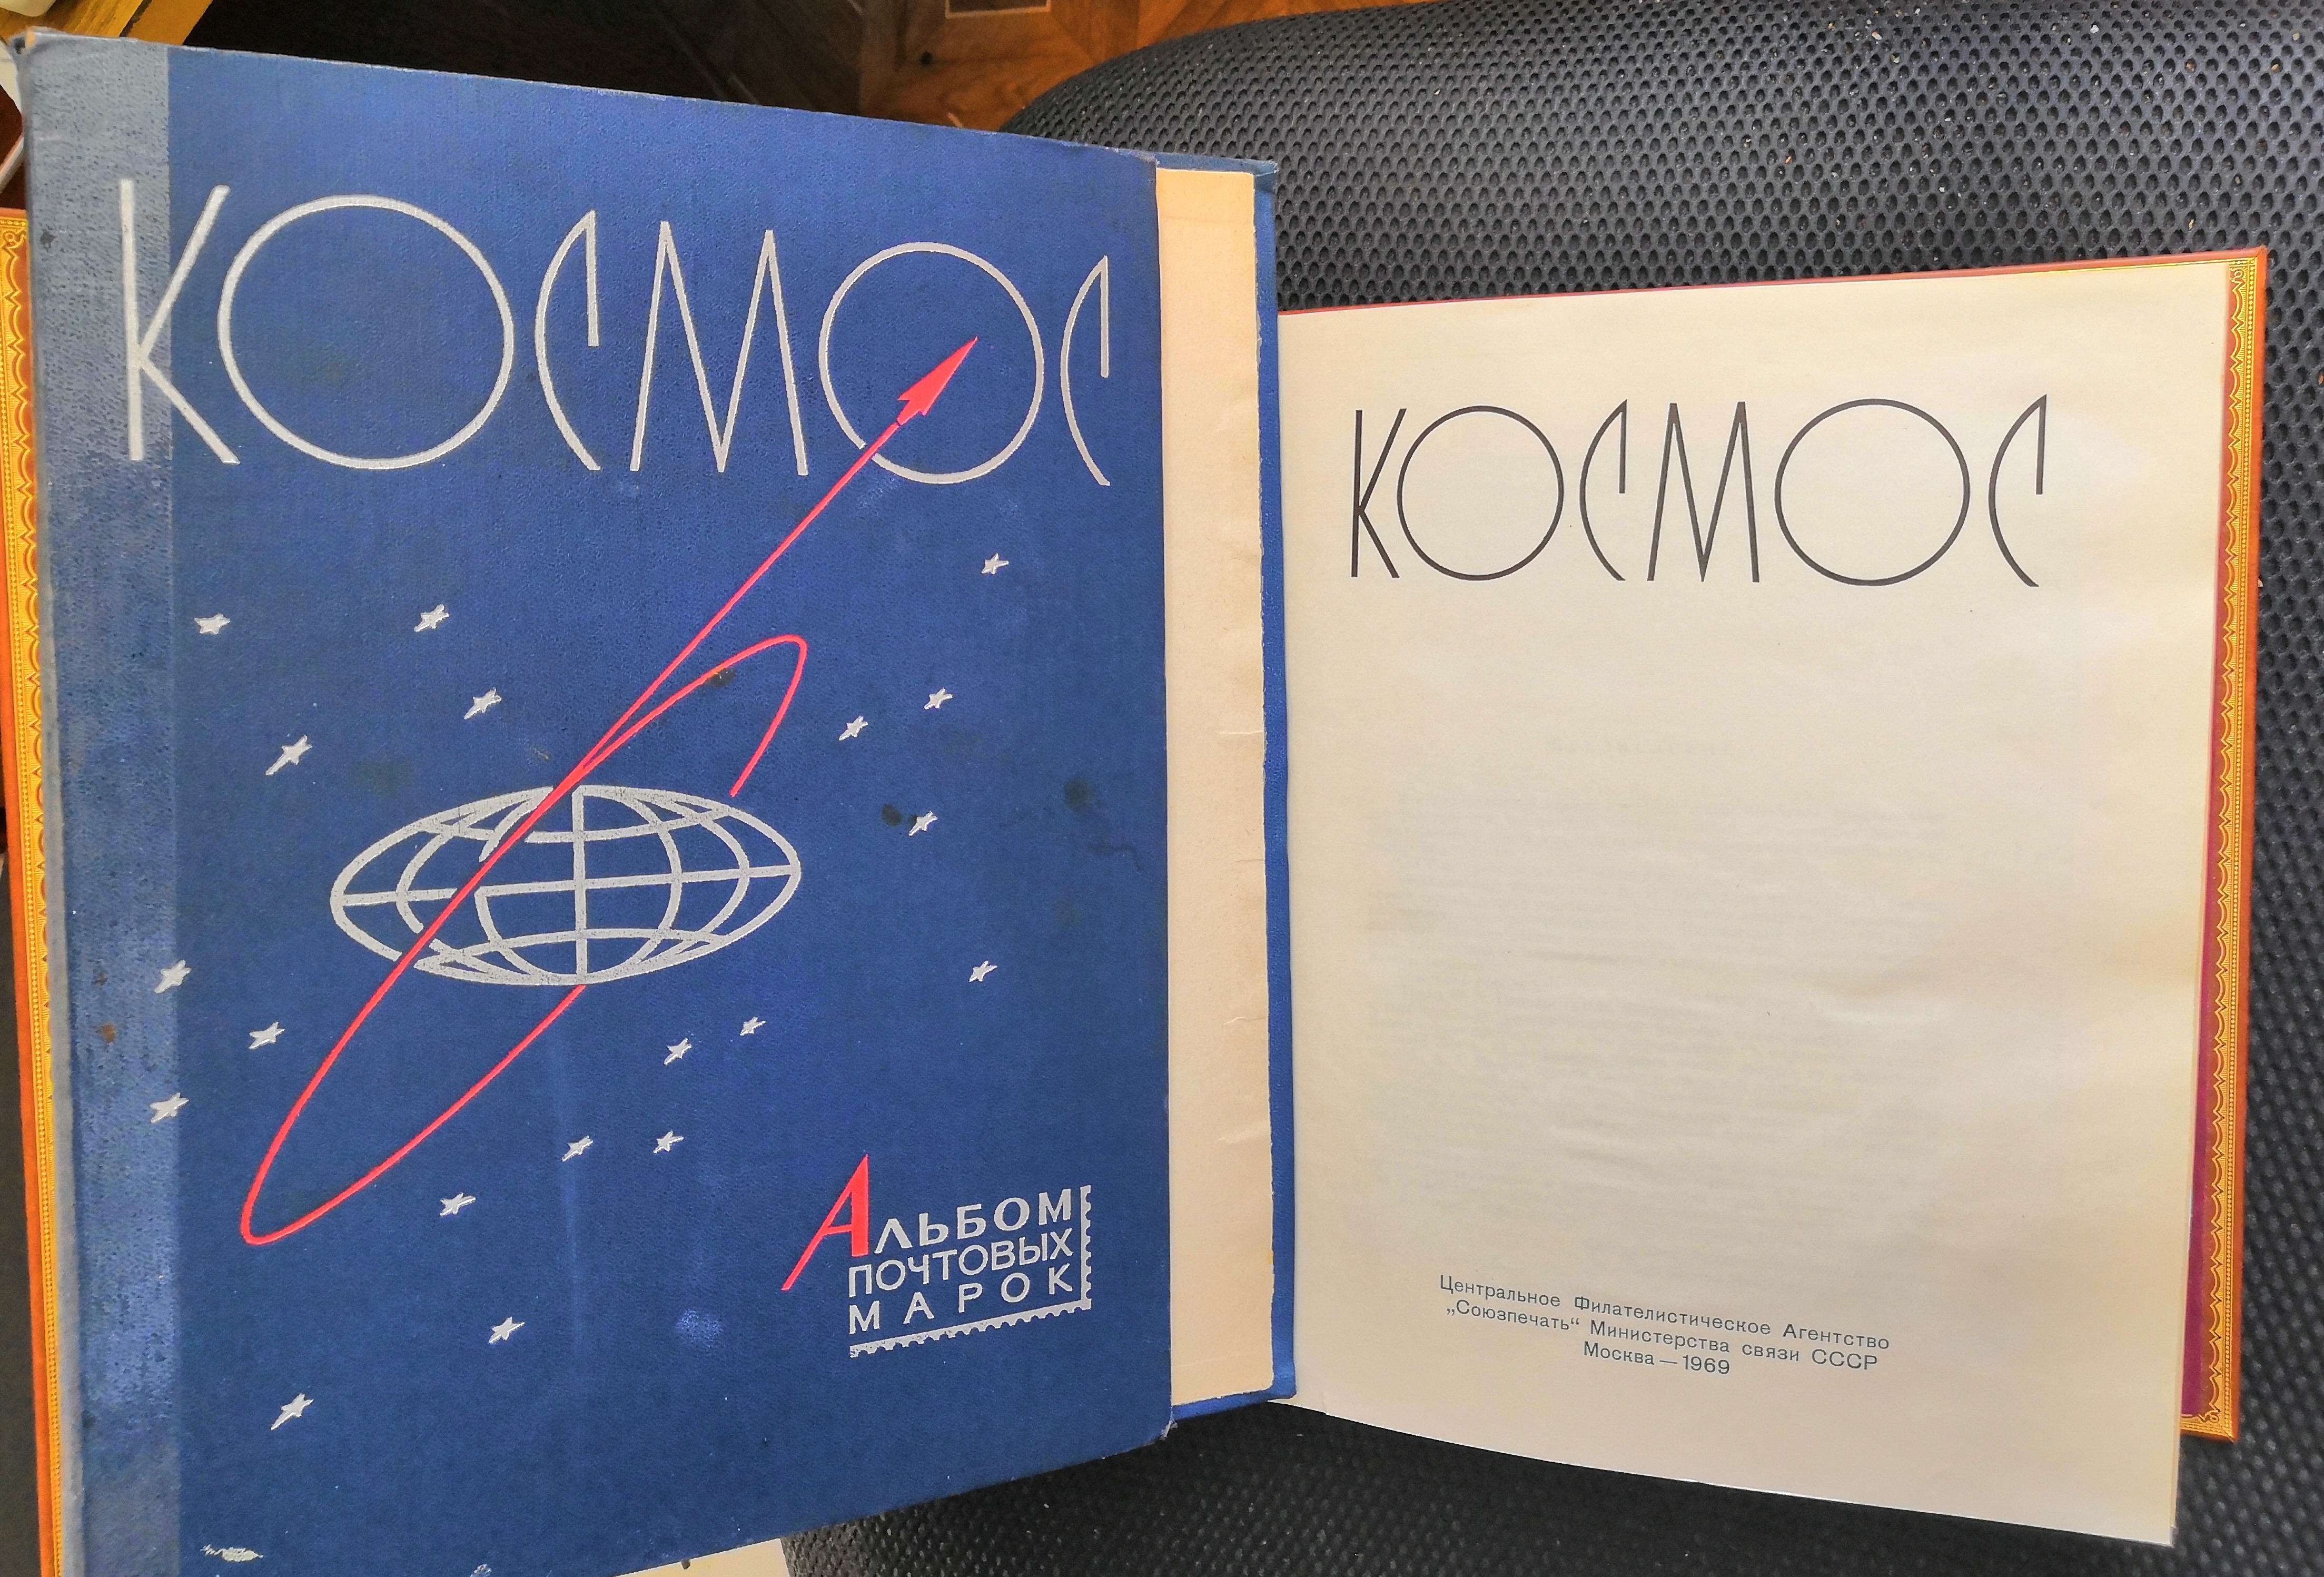 КОСМОС
АЛЬБОМ
ПОЧТОВЫХ
МАРОК
КОСМОС
Центральное Филателистическое Агентство
„Союзпечать“ Министерства связи СССР
Москва — 1969